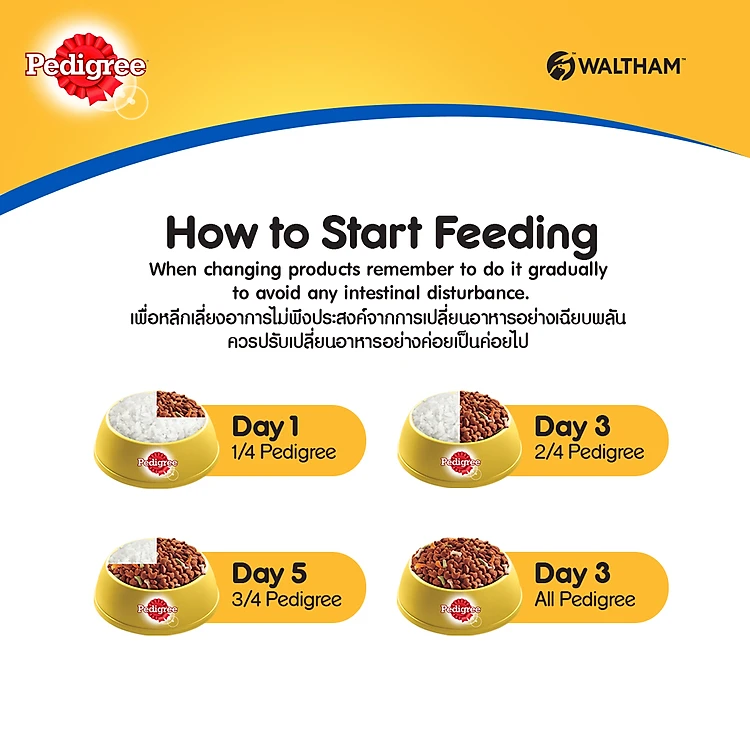 Pedigree
WALTHAM™
How to Start Feeding
When changing products remember to do it gradually
to avoid any intestinal disturbance.
เพื่อหลีกเลี่ยงอาการไม่พึงประสงค์จากการเปลี่ยนอาหารอย่างเฉียบพลัน
ควรปรับเปลี่ยนอาหารอย่างค่อยเป็นค่อยไป
Pedigree
Day 1
1/4 Pedigree
Pedigree
Day 3
2/4 Pedigree
Pedigree
Day 5
3/4 Pedigree
Pedigree
Day 3
All Pedigree